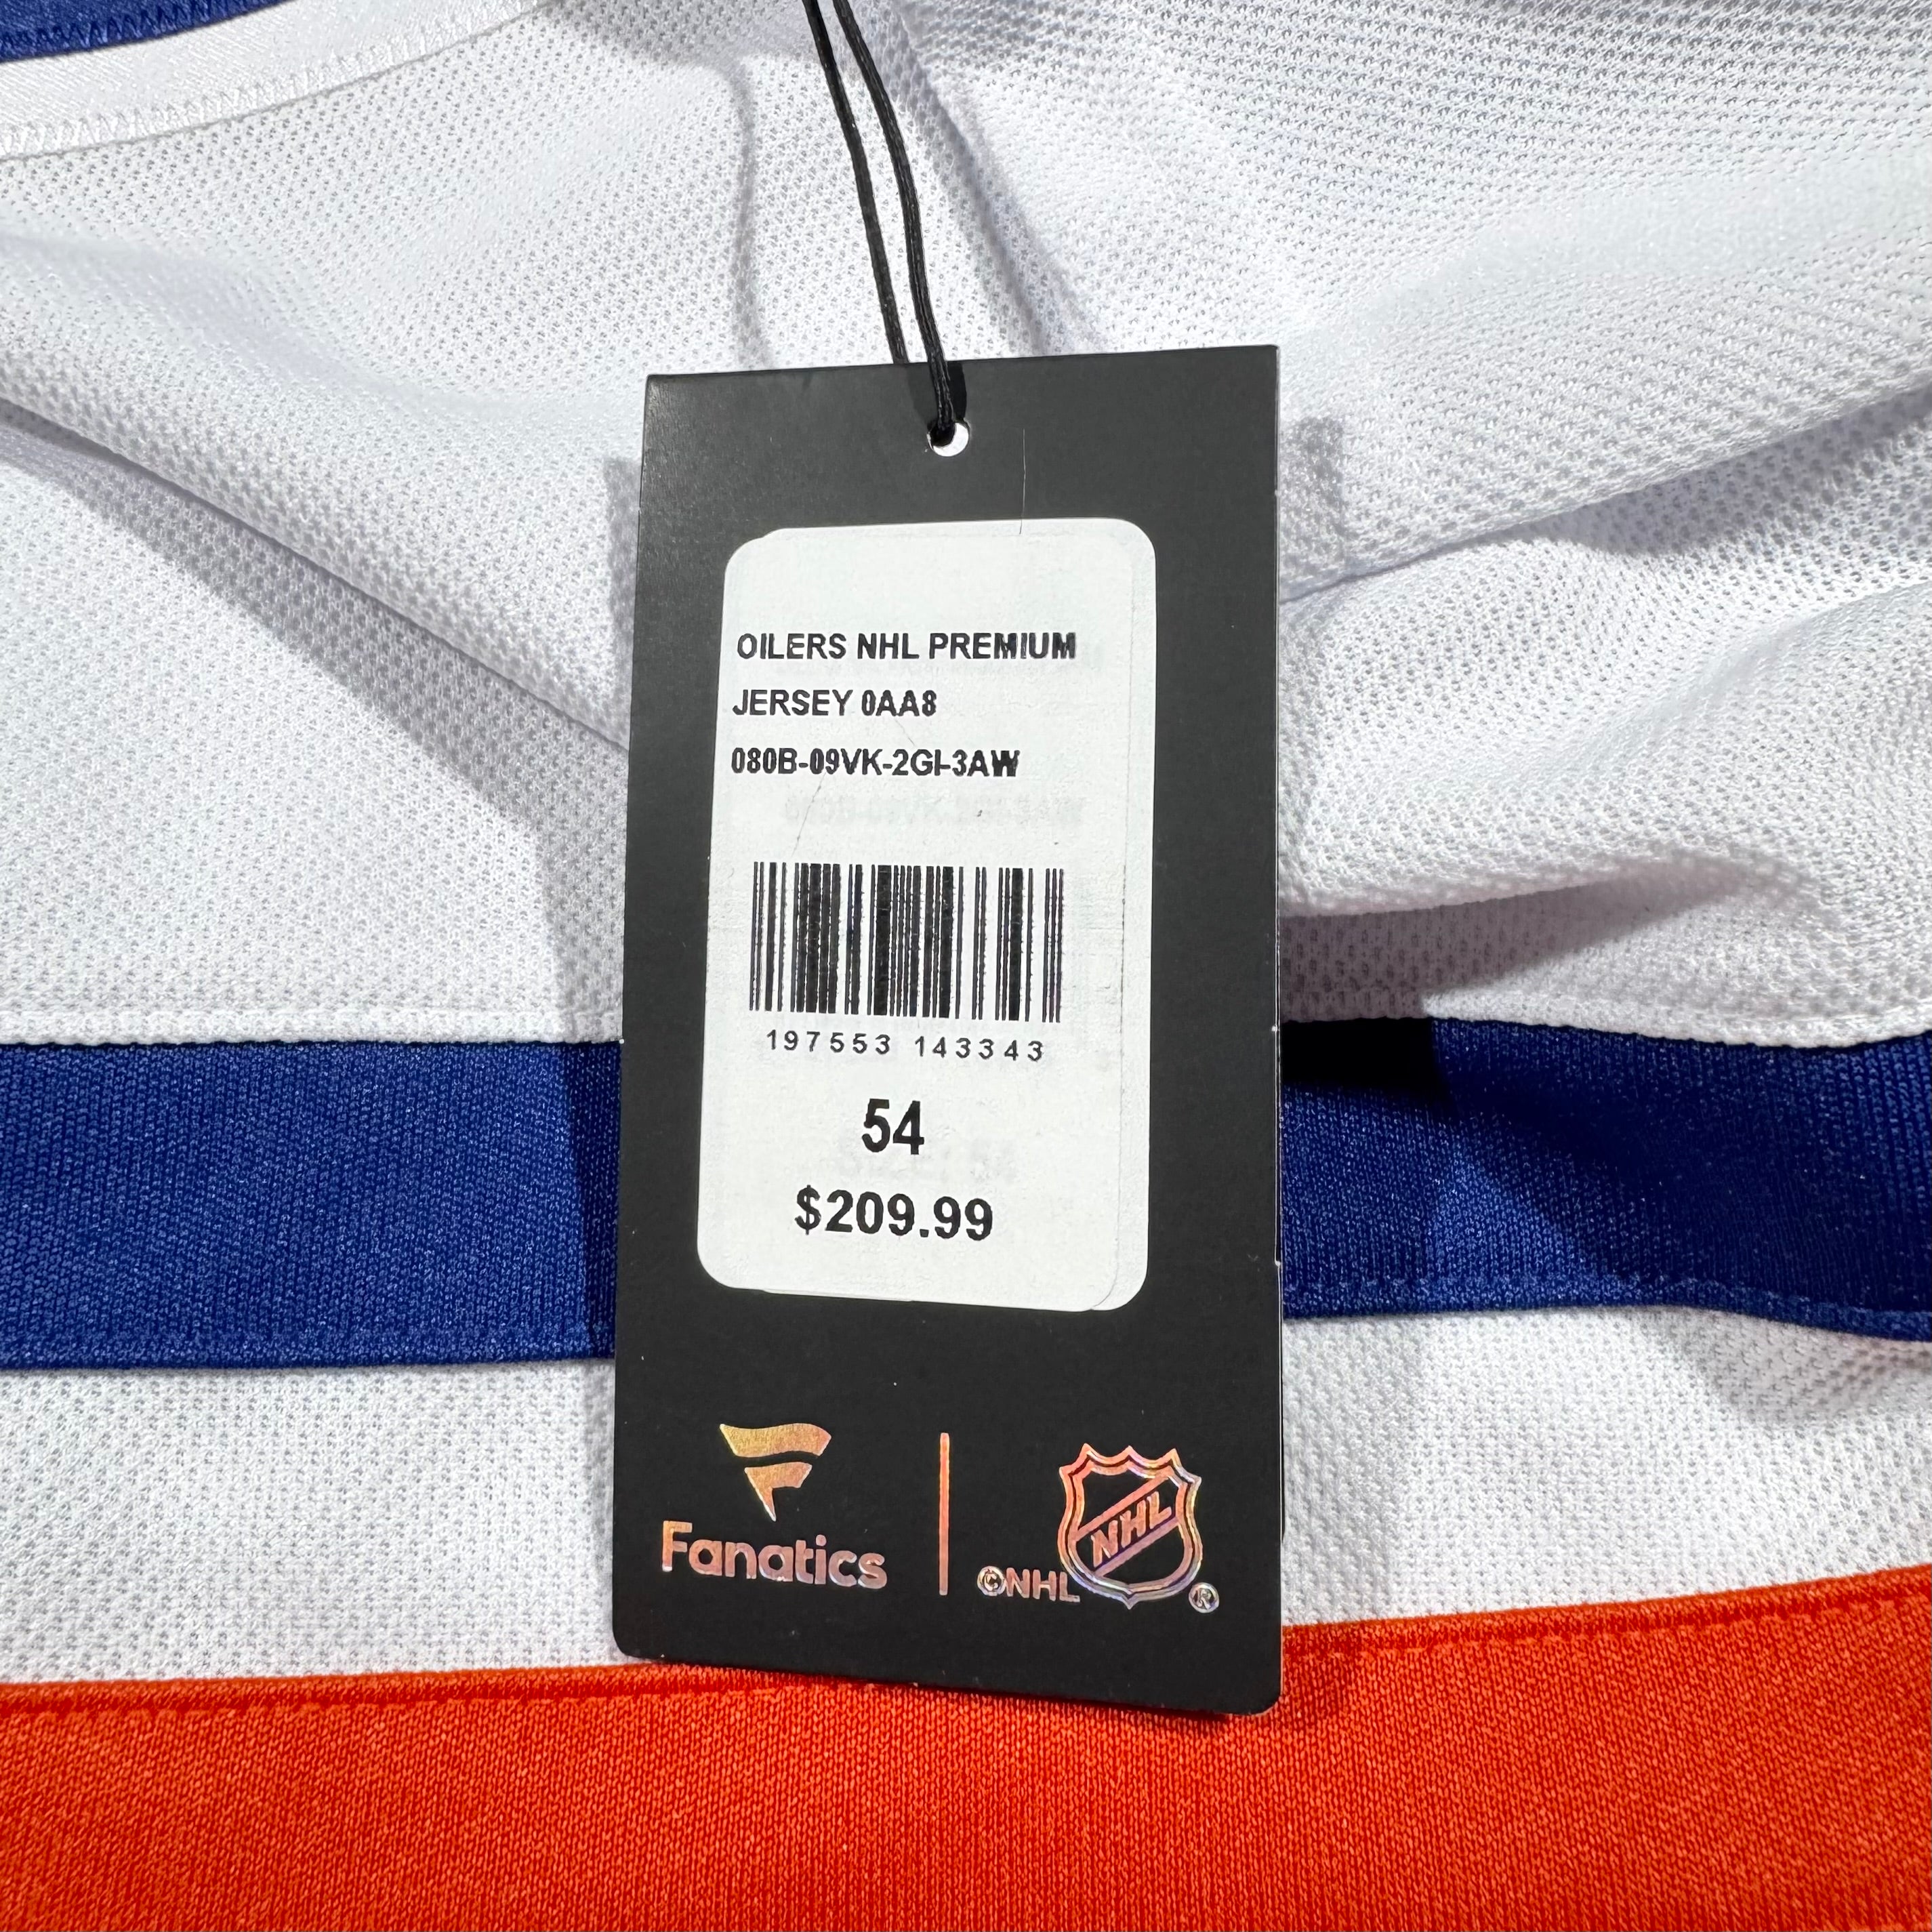 OILERS NHL PREMIUM
JERSEY 0AA8
080B-09VK-2GI-3AW
197553 143343
54
$209.99
Fanatics
©NHL
NHL
®